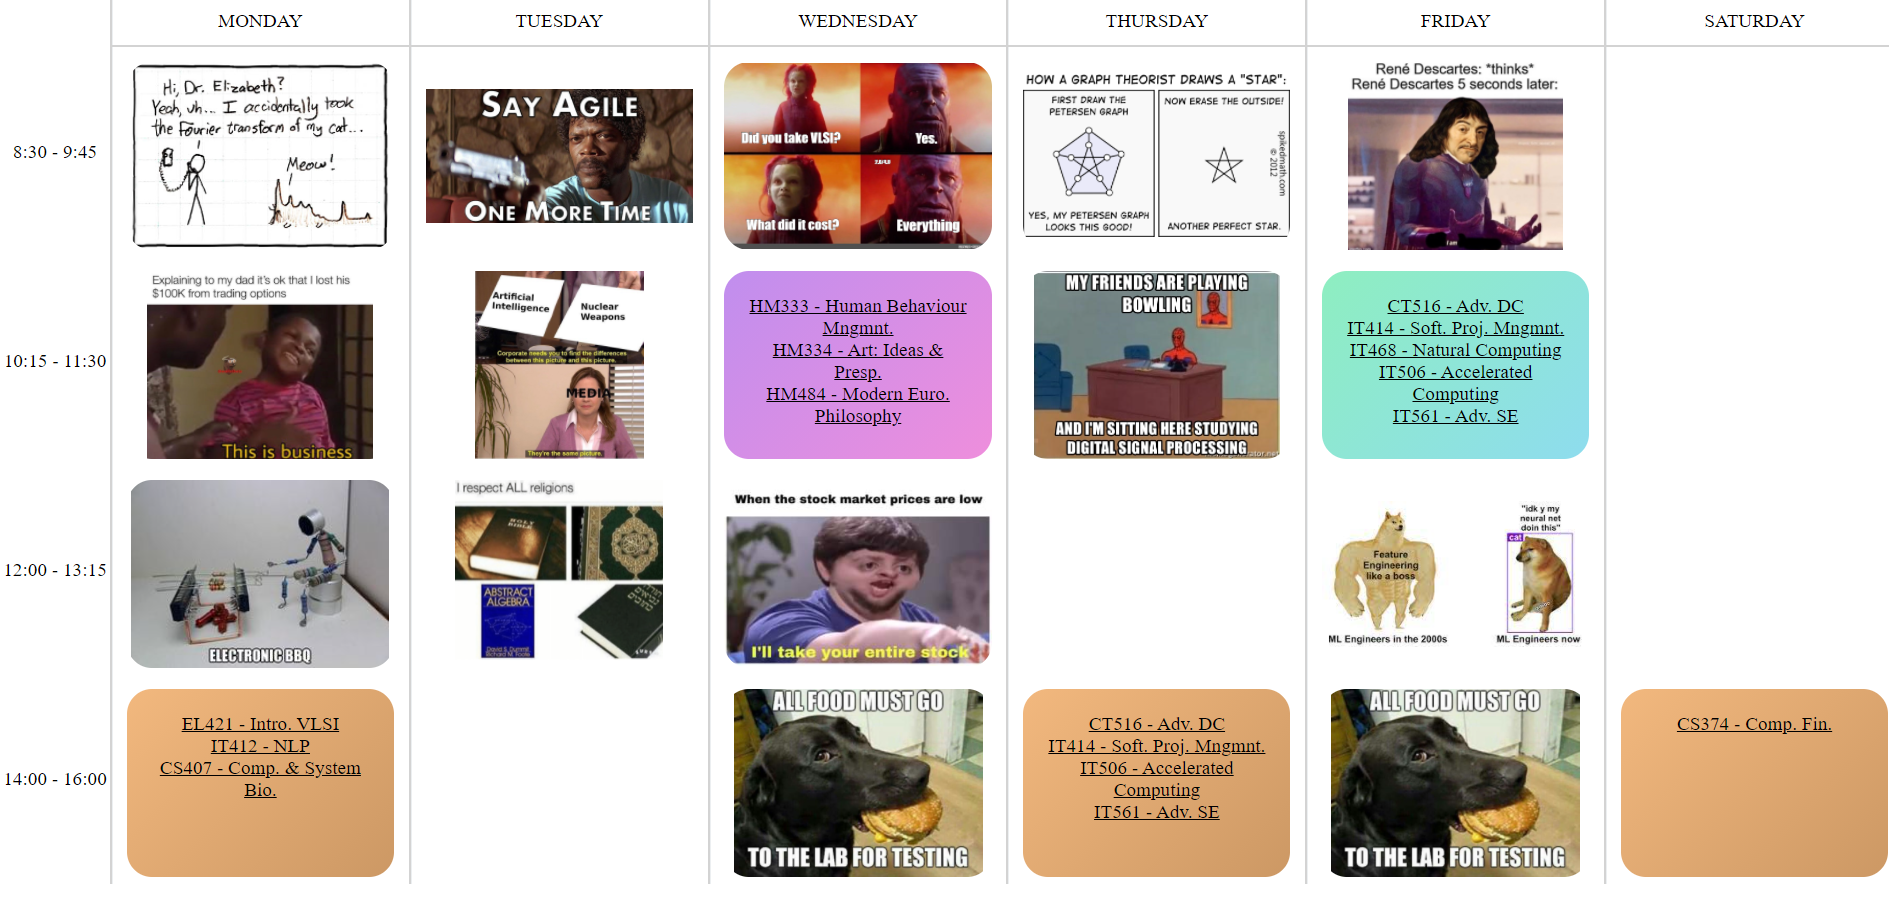 MONDAY
TUESDAY
WEDNESDAY
THURSDAY
FRIDAY
SATURDAY
8:30 - 9:45
Hi, Dr. Elizabeth?
Yeah, uh... I accidentally took
the Fourier transform of my cat...
Meow!
SAY AGILE
ONE MORE TIME
Did you take VLSI?
Yes.
What did it cost?
Everything
HOW A GRAPH THEORIST DRAWS A "STAR":
FIRST DRAW THE
PETERSEN GRAPH
YES, MY PETERSEN GRAPH
LOOKS THIS GOOD!
NOW ERASE THE OUTSIDE!
ANOTHER PERFECT STAR.
spikedmath.com
© 2012
René Descartes: *thinks*
René Descartes 5 seconds later:
I am
10:15 - 11:30
Explaining to my dad it's ok that I lost his
$100K from trading options
This is business
Artificial
Intelligence
Nuclear
Weapons
Corporate needs you to find the differences
between this picture and this picture.
MEDIA
They're the same picture.
HM333 - Human Behaviour
Mngmnt.
HM334 - Art: Ideas &
Presp.
HM484 - Modern Euro.
Philosophy
MY FRIENDS ARE PLAYING
BOWLING
AND I'M SITTING HERE STUDYING
DIGITAL SIGNAL PROCESSING
CT516 - Adv. DC
IT414 - Soft. Proj. Mngmnt.
IT468 - Natural Computing
IT506 - Accelerated
Computing
IT561 - Adv. SE
12:00 - 13:15
ELECTRONIC BBQ
I respect ALL religions
HOLY
BIBLE
ABSTRACT
ALGEBRA
David S. Dummit
Richard M. Foote
When the stock market prices are low
I'll take your entire stock
Feature
Engineering
like a boss
ML Engineers in the 2000s
"idk y my
neural net
doin this"
cat
ML Engineers now
14:00 - 16:00
EL421 - Intro. VLSI
IT412 - NLP
CS407 - Comp. & System
Bio.
ALL FOOD MUST GO
TO THE LAB FOR TESTING
CT516 - Adv. DC
IT414 - Soft. Proj. Mngmnt.
IT506 - Accelerated
Computing
IT561 - Adv. SE
ALL FOOD MUST GO
TO THE LAB FOR TESTING
CS374 - Comp. Fin.